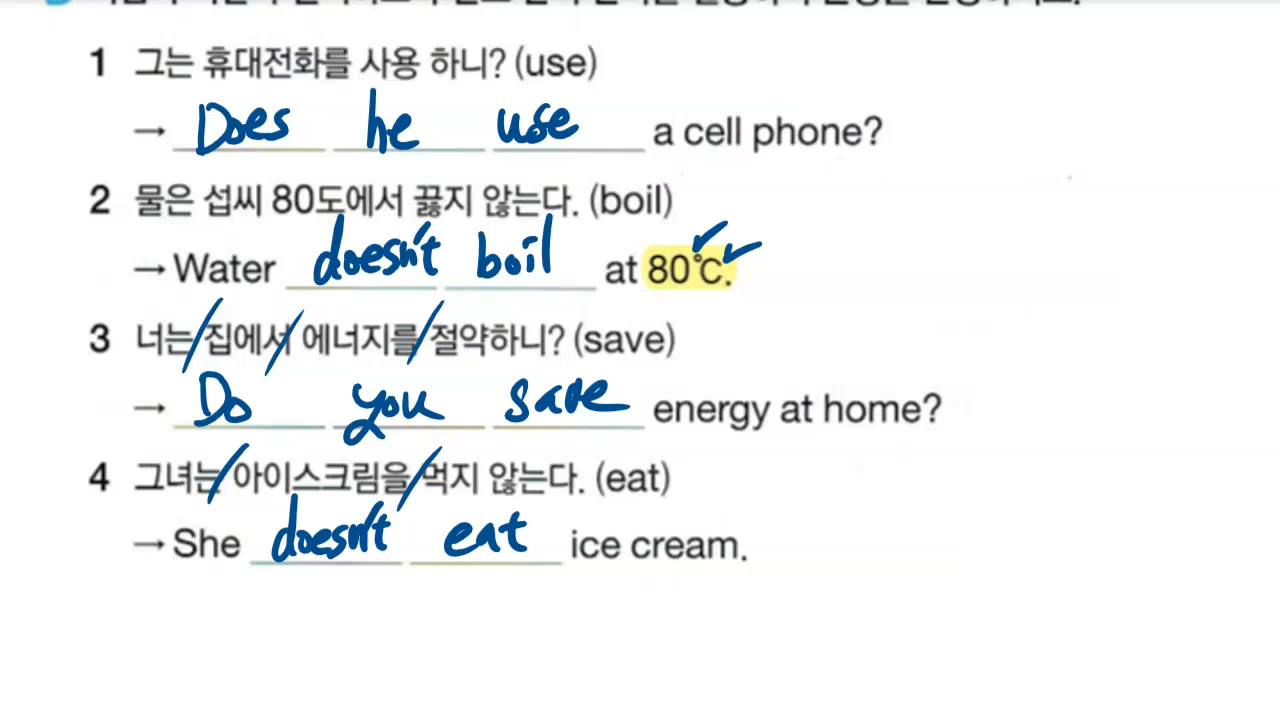 1 그는 휴대전화를 사용 하니? (use)
→ Does he use a cell phone?
2 물은 섭씨 80도에서 끓지 않는다. (boil)
→ Water doesn't boil at 80℃.
3 너는/집에서/에너지를/절약하니? (save)
→ Do you save energy at home?
4 그녀는/아이스크림을/먹지 않는다. (eat)
→ She doesn't eat ice cream.